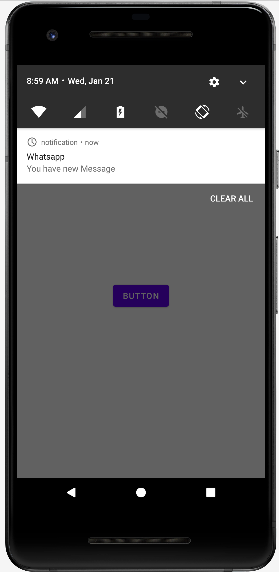 8:59 AM • Wed, Jan 21
notification • now
Whatsapp
You have new Message
CLEAR ALL
BUTTON